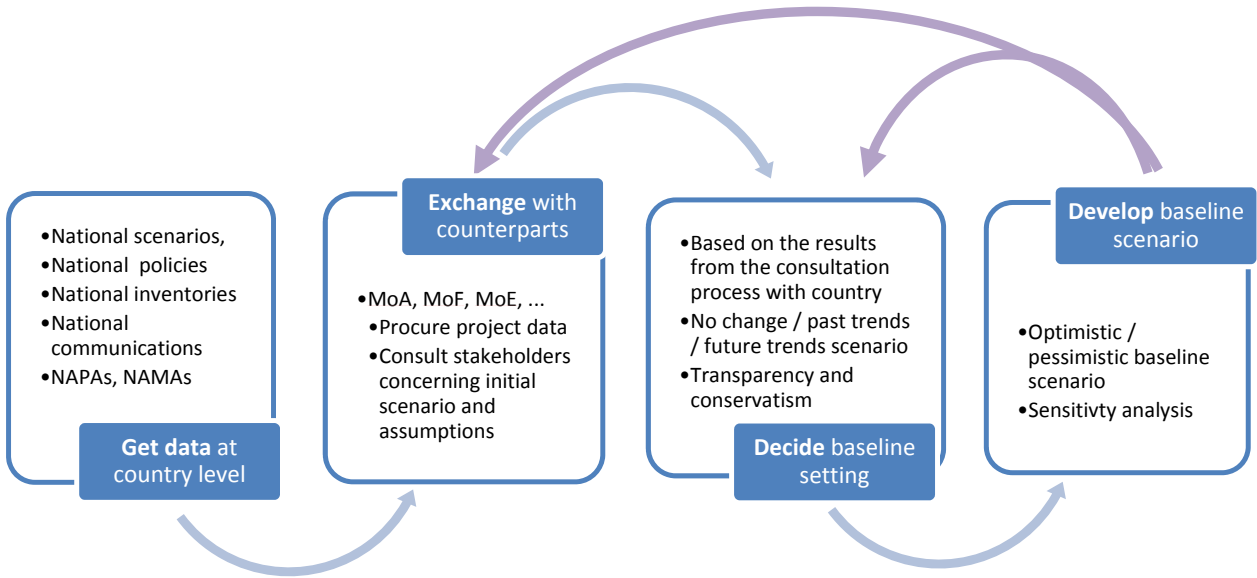 •National scenarios,
•National policies
•National inventories
•National
communications
•NAPAs, NAMAs
Get data at
country level
Exchange with
counterparts
•MoA, MoF, MoE, ...
•Procure project data
•Consult stakeholders
concerning initial
scenario and
assumptions
•Based on the results
from the consultation
process with country
•No change / past trends
/ future trends scenario
•Transparency and
conservatism
Decide baseline
setting
Develop baseline
scenario
•Optimistic /
pessimistic baseline
scenario
•Sensitivty analysis